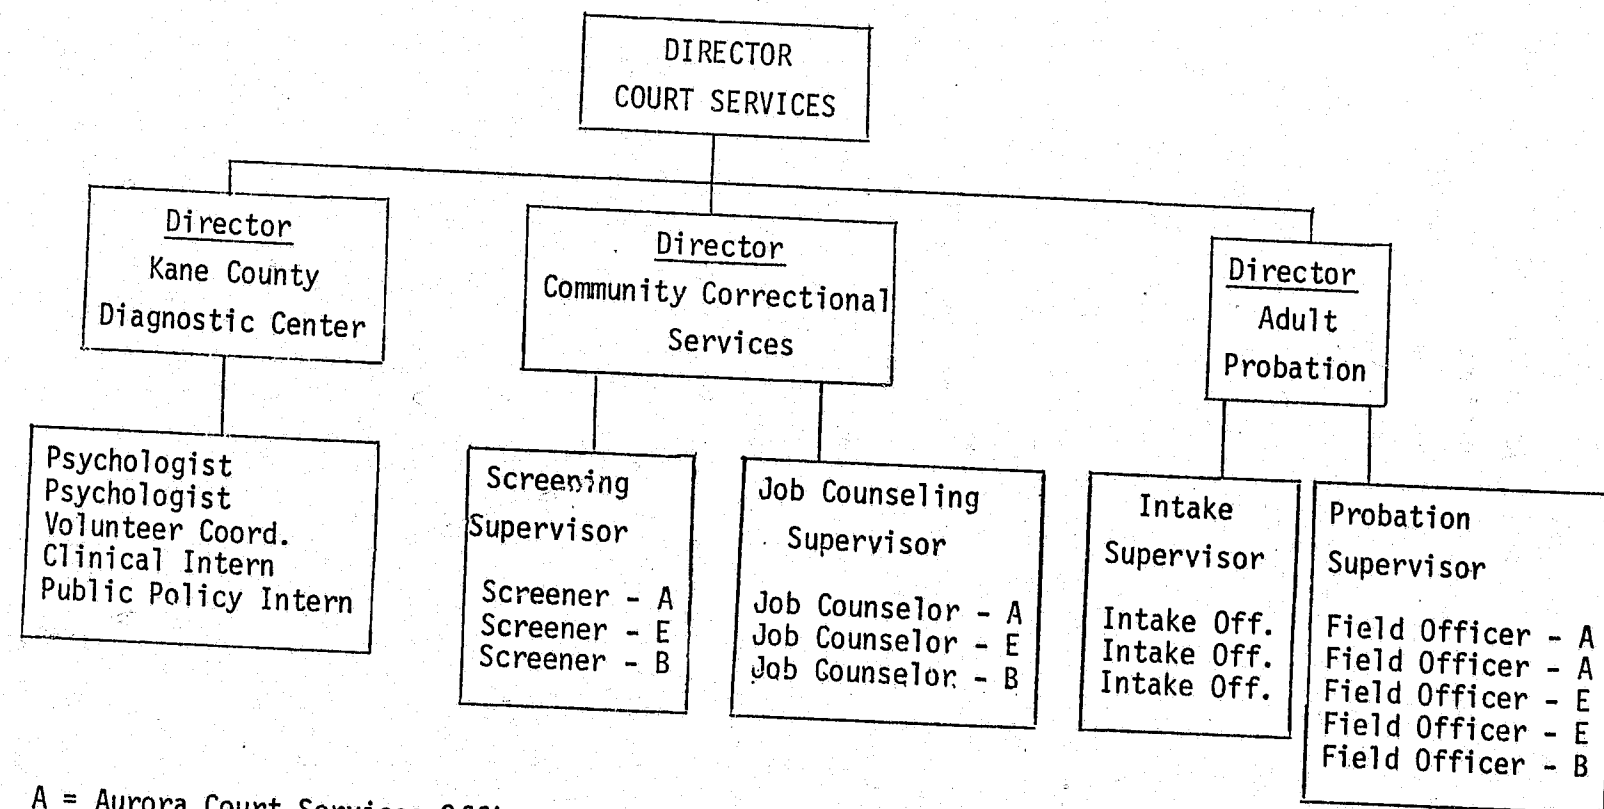 DIRECTOR
COURT SERVICES
Director
Kane County
Diagnostic Center
Director
Community Correctional
Services
Director
Adult
Probation
Psychologist
Psychologist
Volunteer Coord.
Clinical Intern
Public Policy Intern
Screening
Supervisor
Screener - A
Screener - E
Screener - B
Job Counseling
Supervisor
Job Counselor - A
Job Counselor - E
Job Counselor - B
Intake
Supervisor
Intake Off.
Intake Off.
Intake Off.
Probation
Supervisor
Field Officer - A
Field Officer - A
Field Officer - E
Field Officer - E
Field Officer - B
A = Aurora Court Services